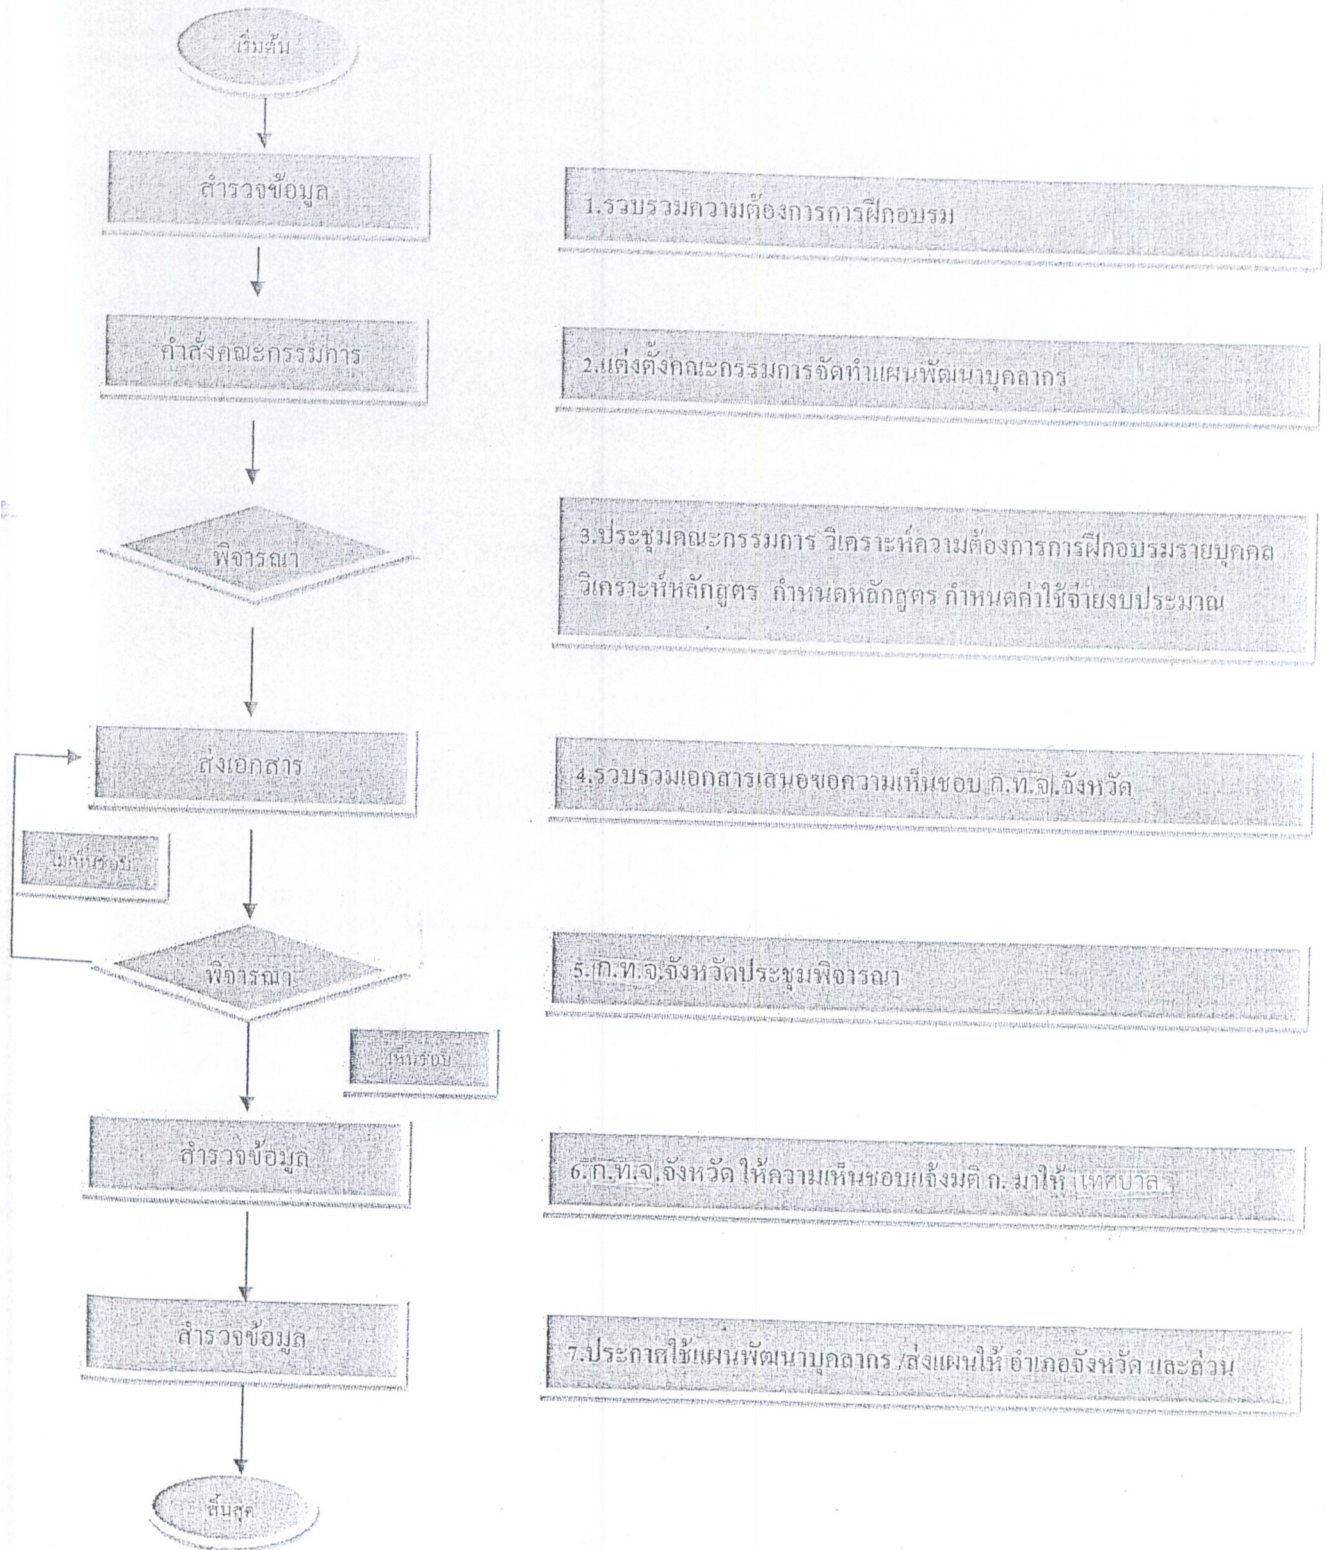 เริ่มต้น
สำรวจข้อมูล
1.รวบรวมความต้องการการฝึกอบรม
คำสั่งคณะกรรมการ
2.แต่งตั้งคณะกรรมการจัดทำแผนพัฒนาบุคลากร
พิจารณา
3.ประชุมคณะกรรมการ วิเคราะห์ความต้องการการฝึกอบรมรายบุคคล
วิเคราะห์หลักสูตร กำหนดหลักสูตร กำหนดค่าใช้จ่ายงบประมาณ
ส่งเอกสาร
4.รวบรวมเอกสารเสนอขอความเห็นชอบ ก.ท.จ.จังหวัด
ไม่เห็นชอบ
พิจารณา
5.ก.ท.จ.จังหวัดประชุมพิจารณา
เห็นชอบ
สำรวจข้อมูล
6.ก.ท.จ.จังหวัด ให้ความเห็นชอบแจ้งมติ ก. มาให้ เทศบาล
สำรวจข้อมูล
7.ประกาศใช้แผนพัฒนาบุคลากร /ส่งแผนให้ อำเภอจังหวัด และส่วน
สิ้นสุด